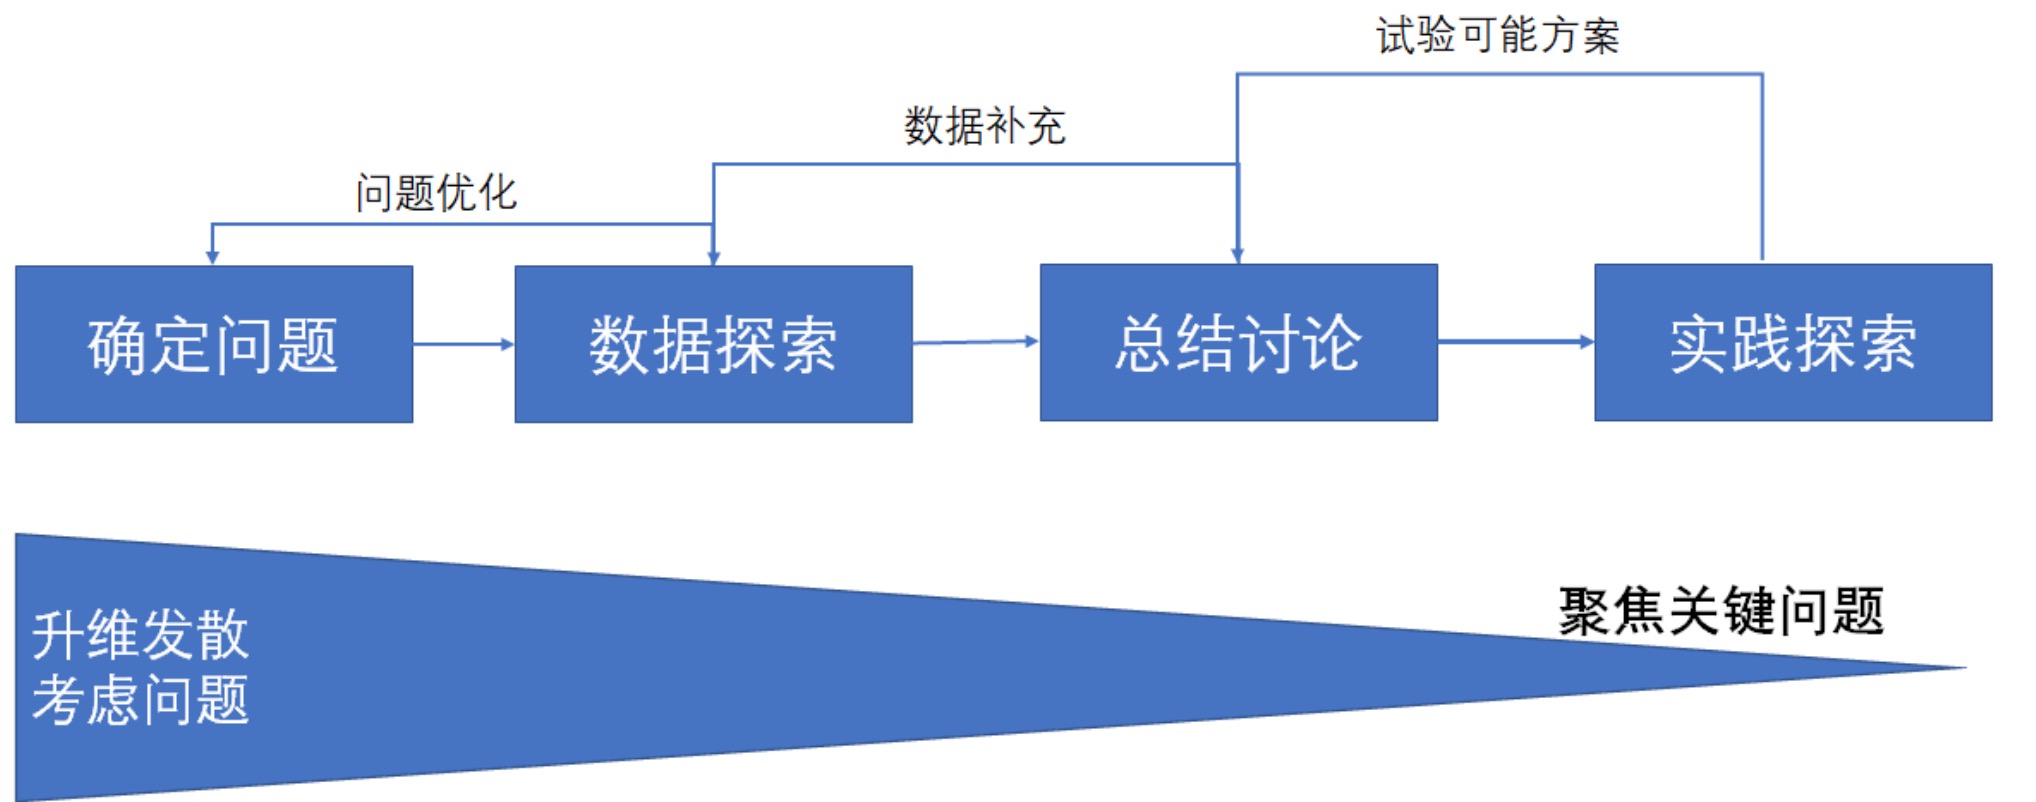 试验可能方案
数据补充
问题优化
确定问题
数据探索
总结讨论
实践探索
升维发散
考虑问题
聚焦关键问题